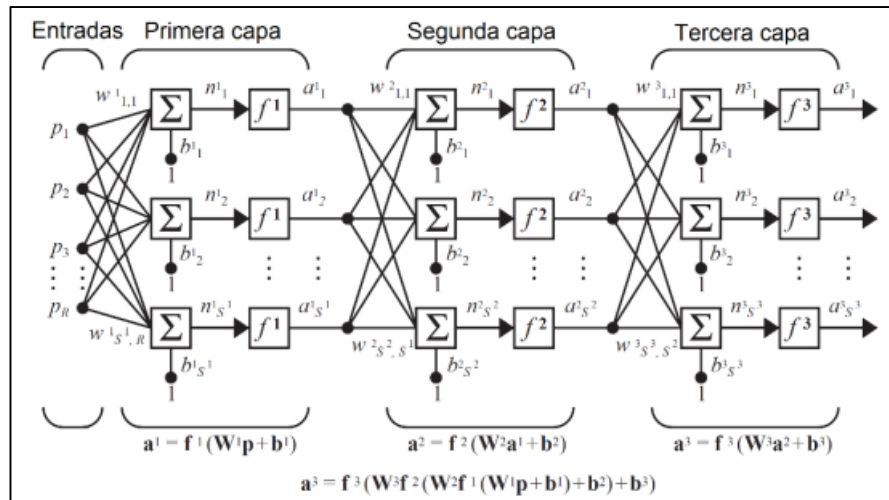 Entradas Primera capa Segunda capa Tercera capa
w¹₁,₁ n¹₁ a¹₁ w²₁,₁ n²₁ a²₁ w³₁,₁ n³₁ a³₁
Σ f¹ Σ f² Σ f³
p₁
b¹₁ b²₁ b³₁
1 1 1
p₂
n¹₂ a¹₂ n²₂ a²₂ n³₂ a³₂
Σ f¹ Σ f² Σ f³
p₃
b¹₂ b²₂ b³₂
⋮ ⋮ 1 ⋮ ⋮ 1 ⋮ ⋮ 1 ⋮ ⋮
p_R
n¹S¹ a¹S¹ n²S² a²S² n³S³ a³S³
Σ f¹ Σ f² Σ f³
w¹S¹,R w²S²,S¹ w³S³,S²
b¹S¹ b²S² b³S³
1 1 1
a¹ = f¹(W¹p+b¹) a² = f²(W²a¹+b²) a³ = f³(W³a²+b³)
a³ = f³(W³f²(W²f¹(W¹p+b¹)+b²)+b³)